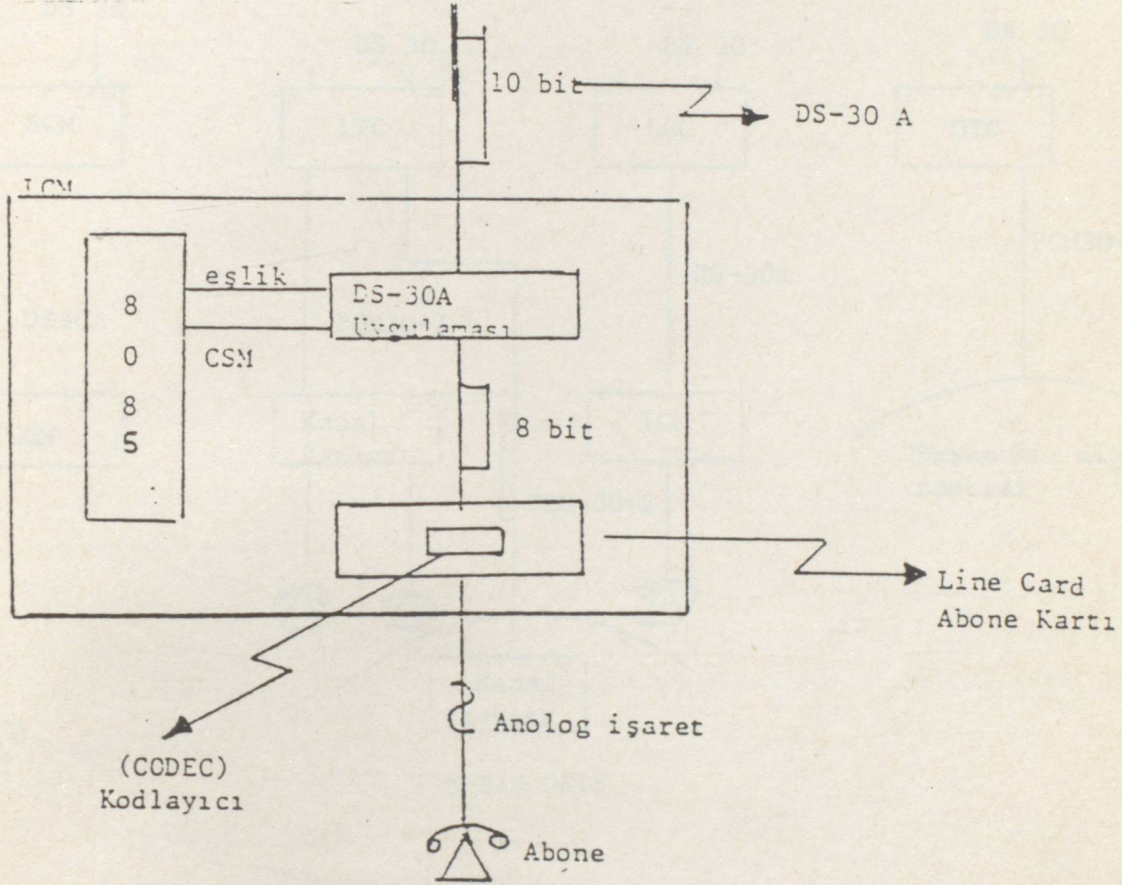 10 bit
DS-30 A
LCM
eşlik
DS-30A
Uygulaması
8
0
8
5
CSM
8 bit
Line Card
Abone Kartı
Anolog işaret
(CODEC)
Kodlayıcı
Abone